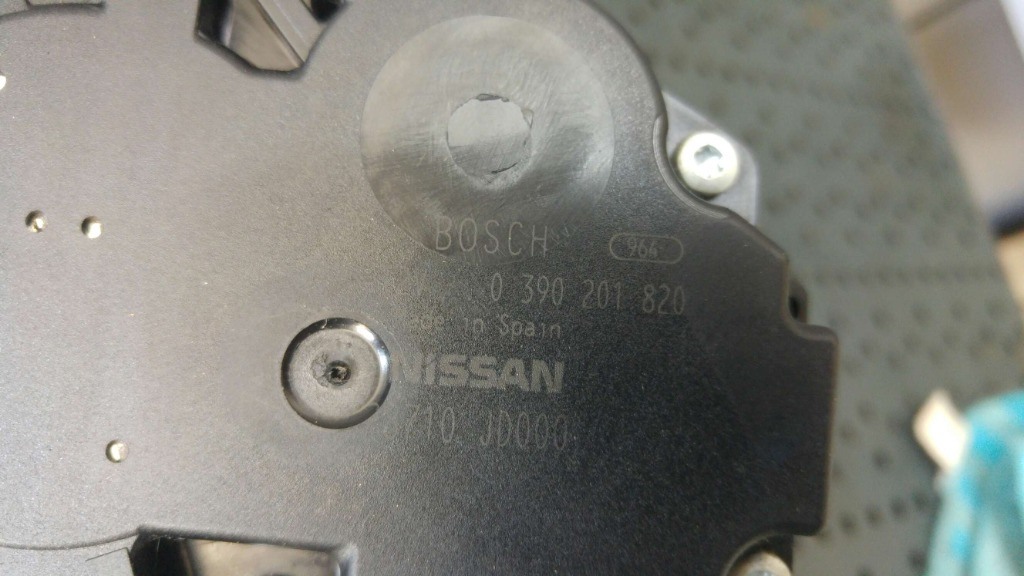 BOSCH 964
0 390 201 820
in Spain
NISSAN
710 JD000